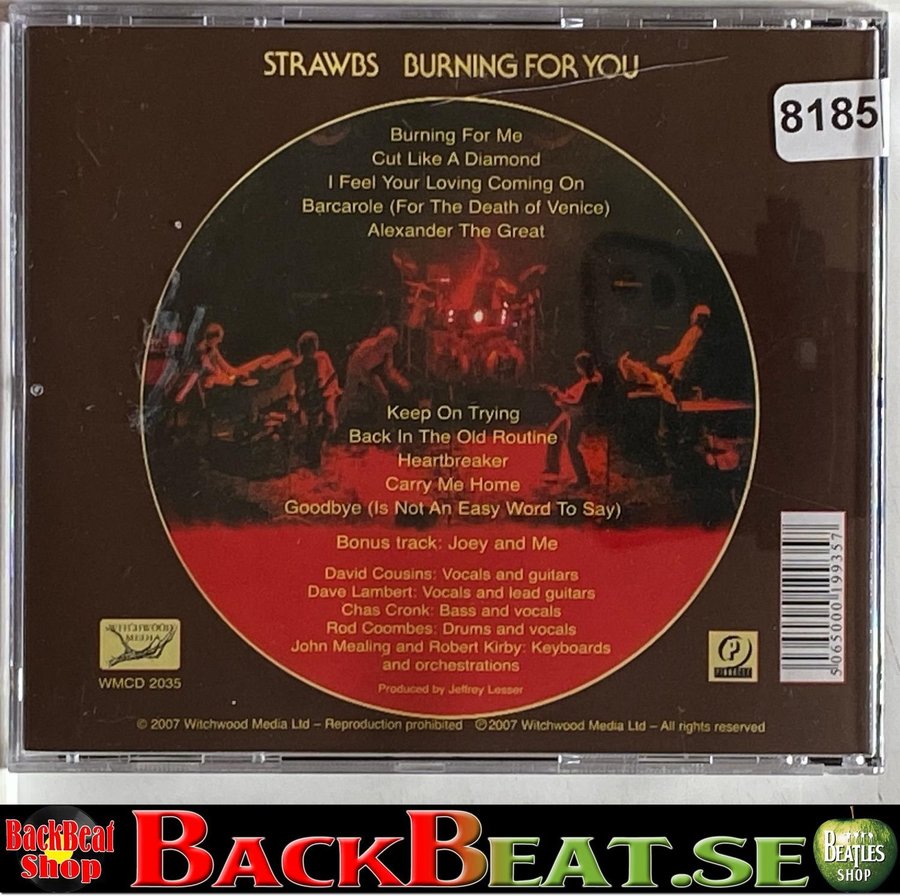 STRAWBS BURNING FOR YOU
8185
Burning For Me
Cut Like A Diamond
I Feel Your Loving Coming On
Barcarole (For The Death of Venice)
Alexander The Great
Keep On Trying
Back In The Old Routine
Heartbreaker
Carry Me Home
Goodbye (Is Not An Easy Word To Say)
Bonus track: Joey and Me
David Cousins: Vocals and guitars
Dave Lambert: Vocals and lead guitars
Chas Cronk: Bass and vocals
Rod Coombes: Drums and vocals
John Mealing and Robert Kirby: Keyboards
and orchestrations
Produced by Jeffrey Lesser
WITCHWOOD
MEDIA
WMCD 2035
P
PINNACLE
5065000199357
© 2007 Witchwood Media Ltd – Reproduction prohibited ℗2007 Witchwood Media Ltd – All rights reserved
BackBeat
Shop
BACKBEAT.SE
BEATLES
SHOP